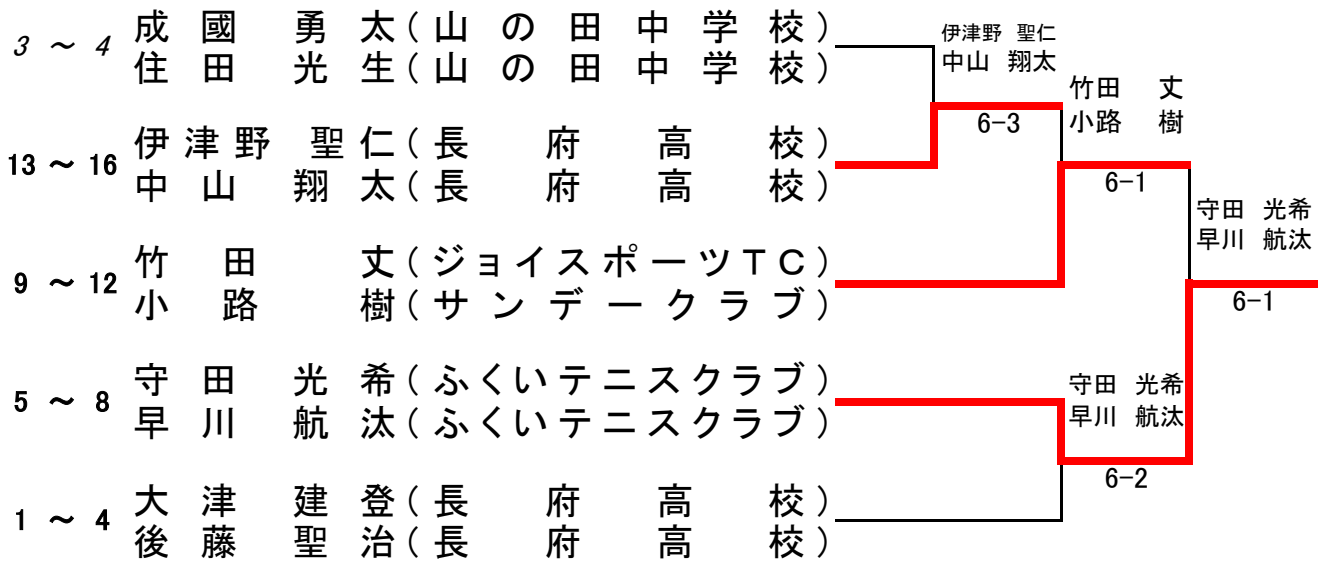 3 ～ 4
成國 勇太(山の田中学校)
住田 光生(山の田中学校)
13 ～ 16
伊津野 聖仁(長府高校)
中山 翔太(長府高校)
9 ～ 12
竹田 丈(ジョイスポーツTC)
小路 樹(サンデークラブ)
5 ～ 8
守田 光希(ふくいテニスクラブ)
早川 航汰(ふくいテニスクラブ)
1 ～ 4
大津 建登(長府高校)
後藤 聖治(長府高校)
伊津野 聖仁
中山 翔太
6-3
竹田 丈
小路 樹
6-1
守田 光希
早川 航汰
6-2
守田 光希
早川 航汰
6-1